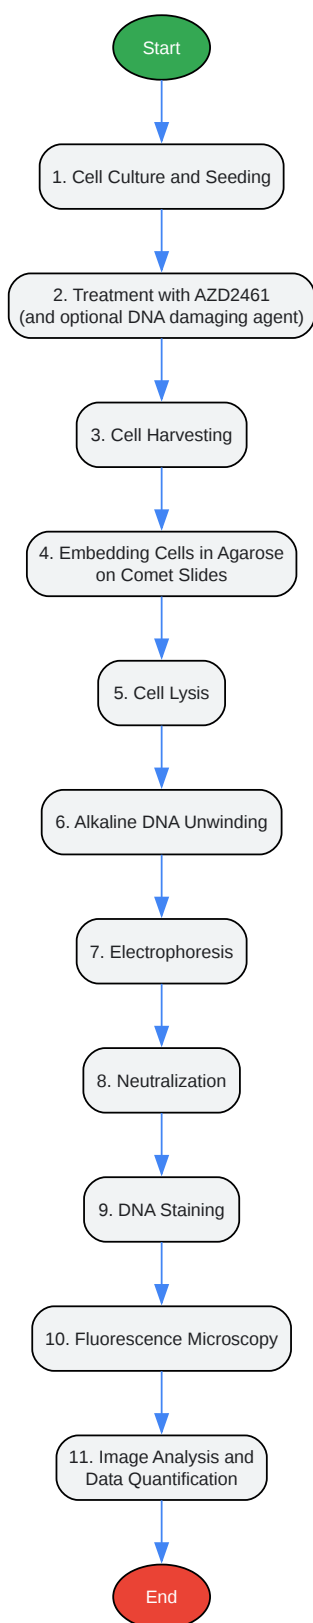 Start
1. Cell Culture and Seeding
2. Treatment with AZD2461
(and optional DNA damaging agent)
3. Cell Harvesting
4. Embedding Cells in Agarose
on Comet Slides
5. Cell Lysis
6. Alkaline DNA Unwinding
7. Electrophoresis
8. Neutralization
9. DNA Staining
10. Fluorescence Microscopy
11. Image Analysis and
Data Quantification
End